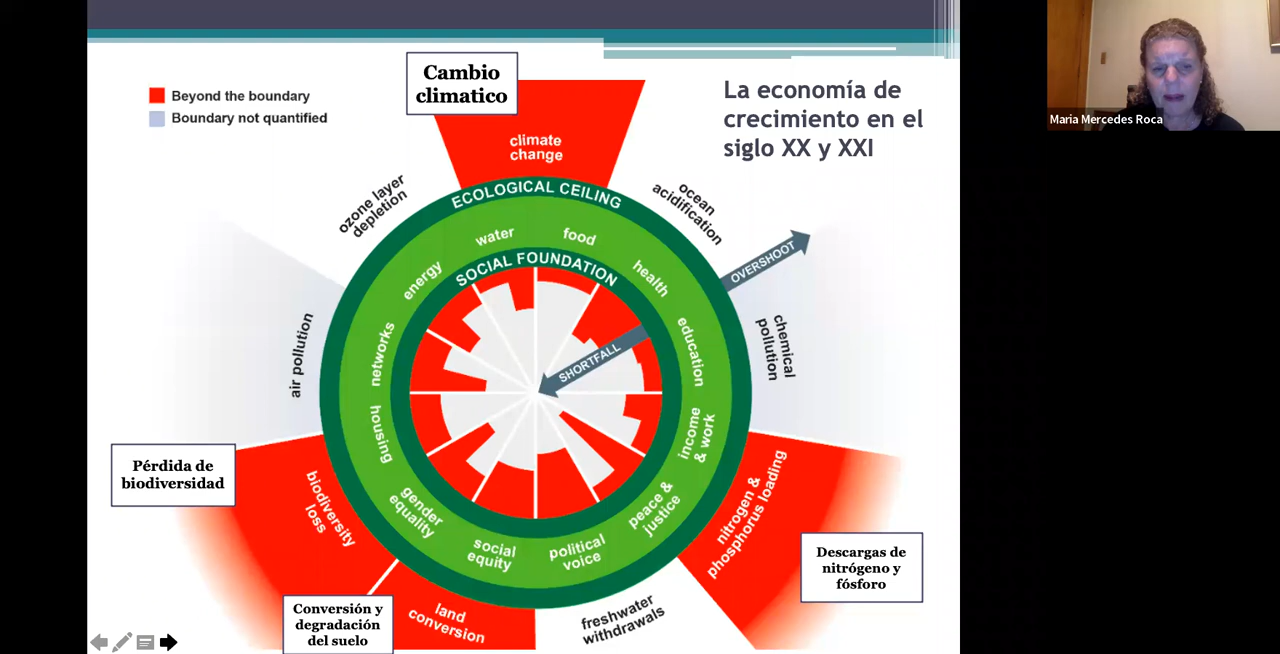 Cambio
climatico
Beyond the boundary
Boundary not quantified
La economía de
crecimiento en el
siglo XX y XXI
Maria Mercedes Roca
climate
change
ECOLOGICAL CEILING
ozone layer
depletion
ocean
acidification
water
food
SOCIAL FOUNDATION
energy
health
OVERSHOOT
networks
education
SHORTFALL
air pollution
chemical
pollution
housing
income
& work
Pérdida de
biodiversidad
biodiversity
loss
gender
equality
peace &
justice
nitrogen &
phosphorus loading
social
equity
political
voice
Descargas de
nitrógeno y
fósforo
Conversión y
degradación
del suelo
land
conversion
freshwater
withdrawals